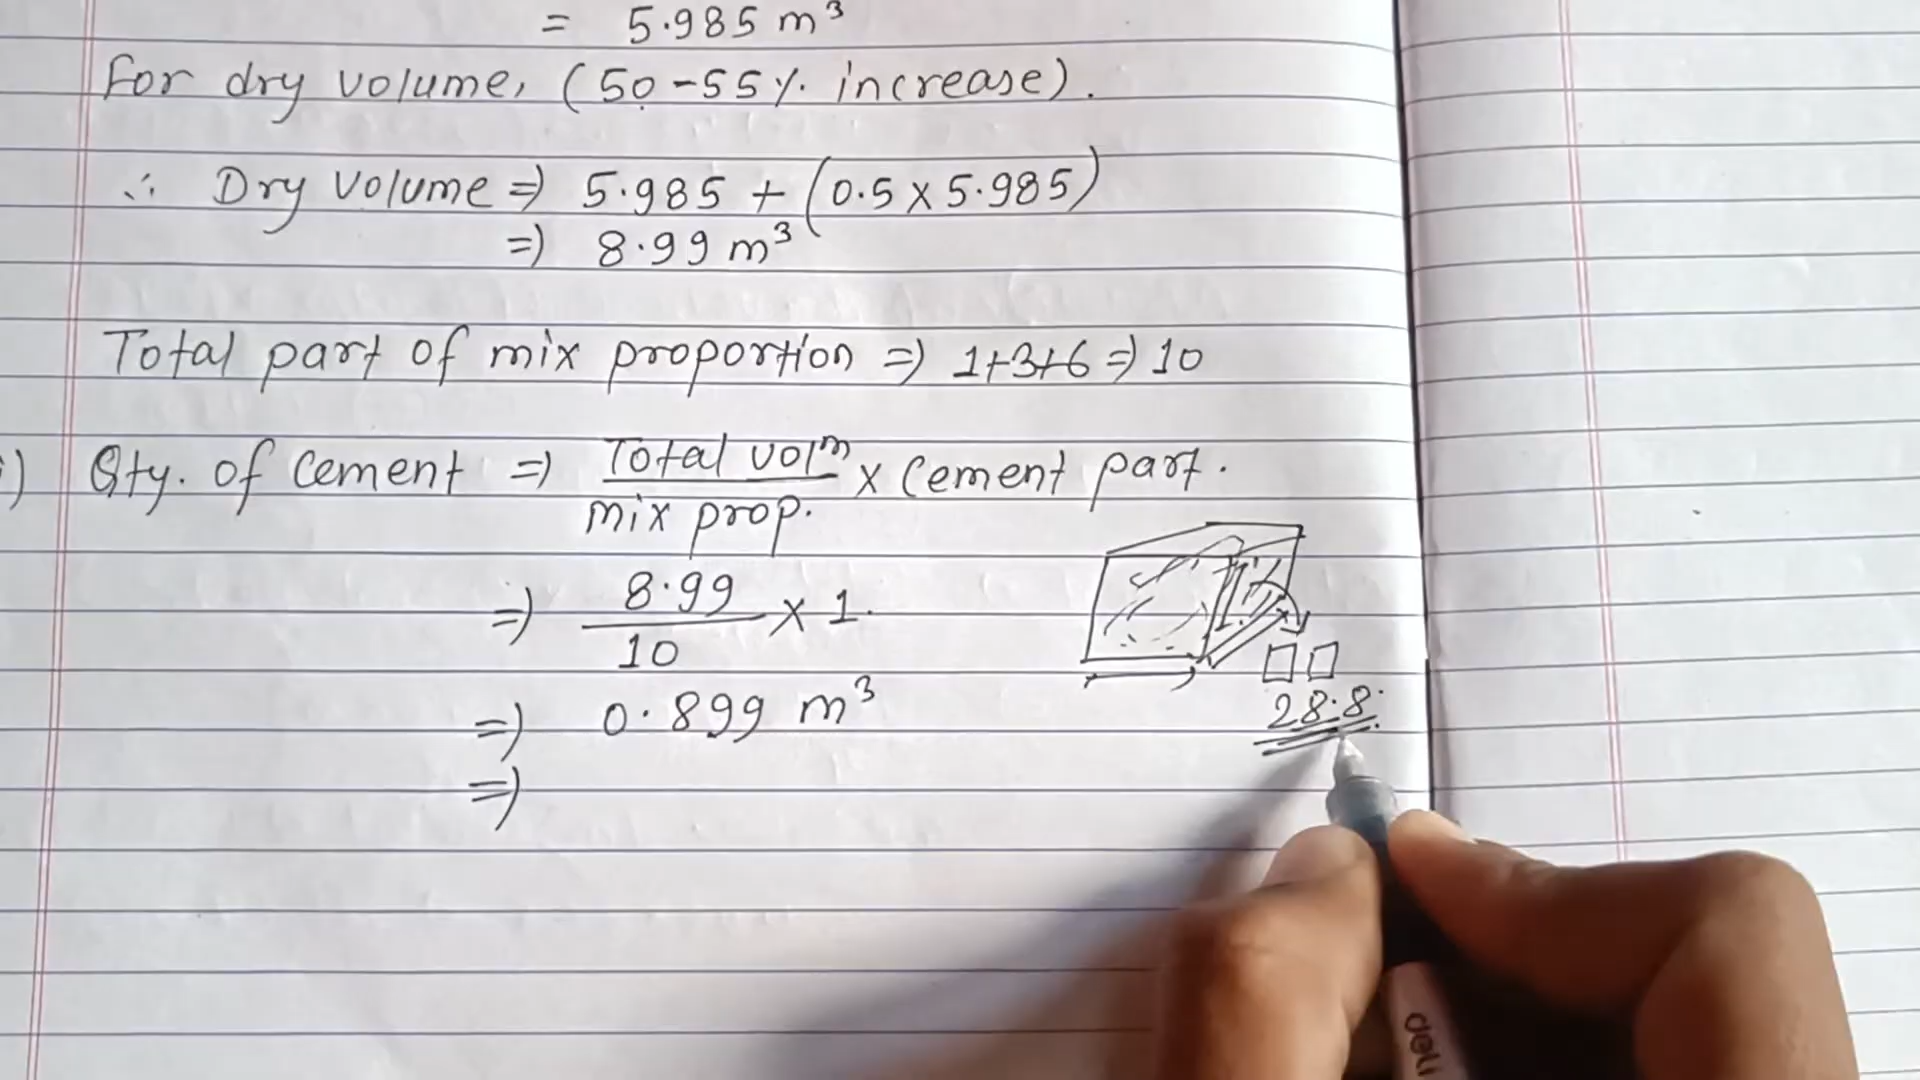 = 5.985 m³
For dry volume, (50-55% increase).
∴ Dry volume => 5.985 + (0.5 x 5.985)
=) 8.99 m³
Total part of mix proportion =) 1+3+6 =) 10
) Qty. of cement =) Total volᵐ / mix prop. x cement part.
=) 8.99 / 10 x 1.
=) 0.899 m³
28.8.
=)
deli